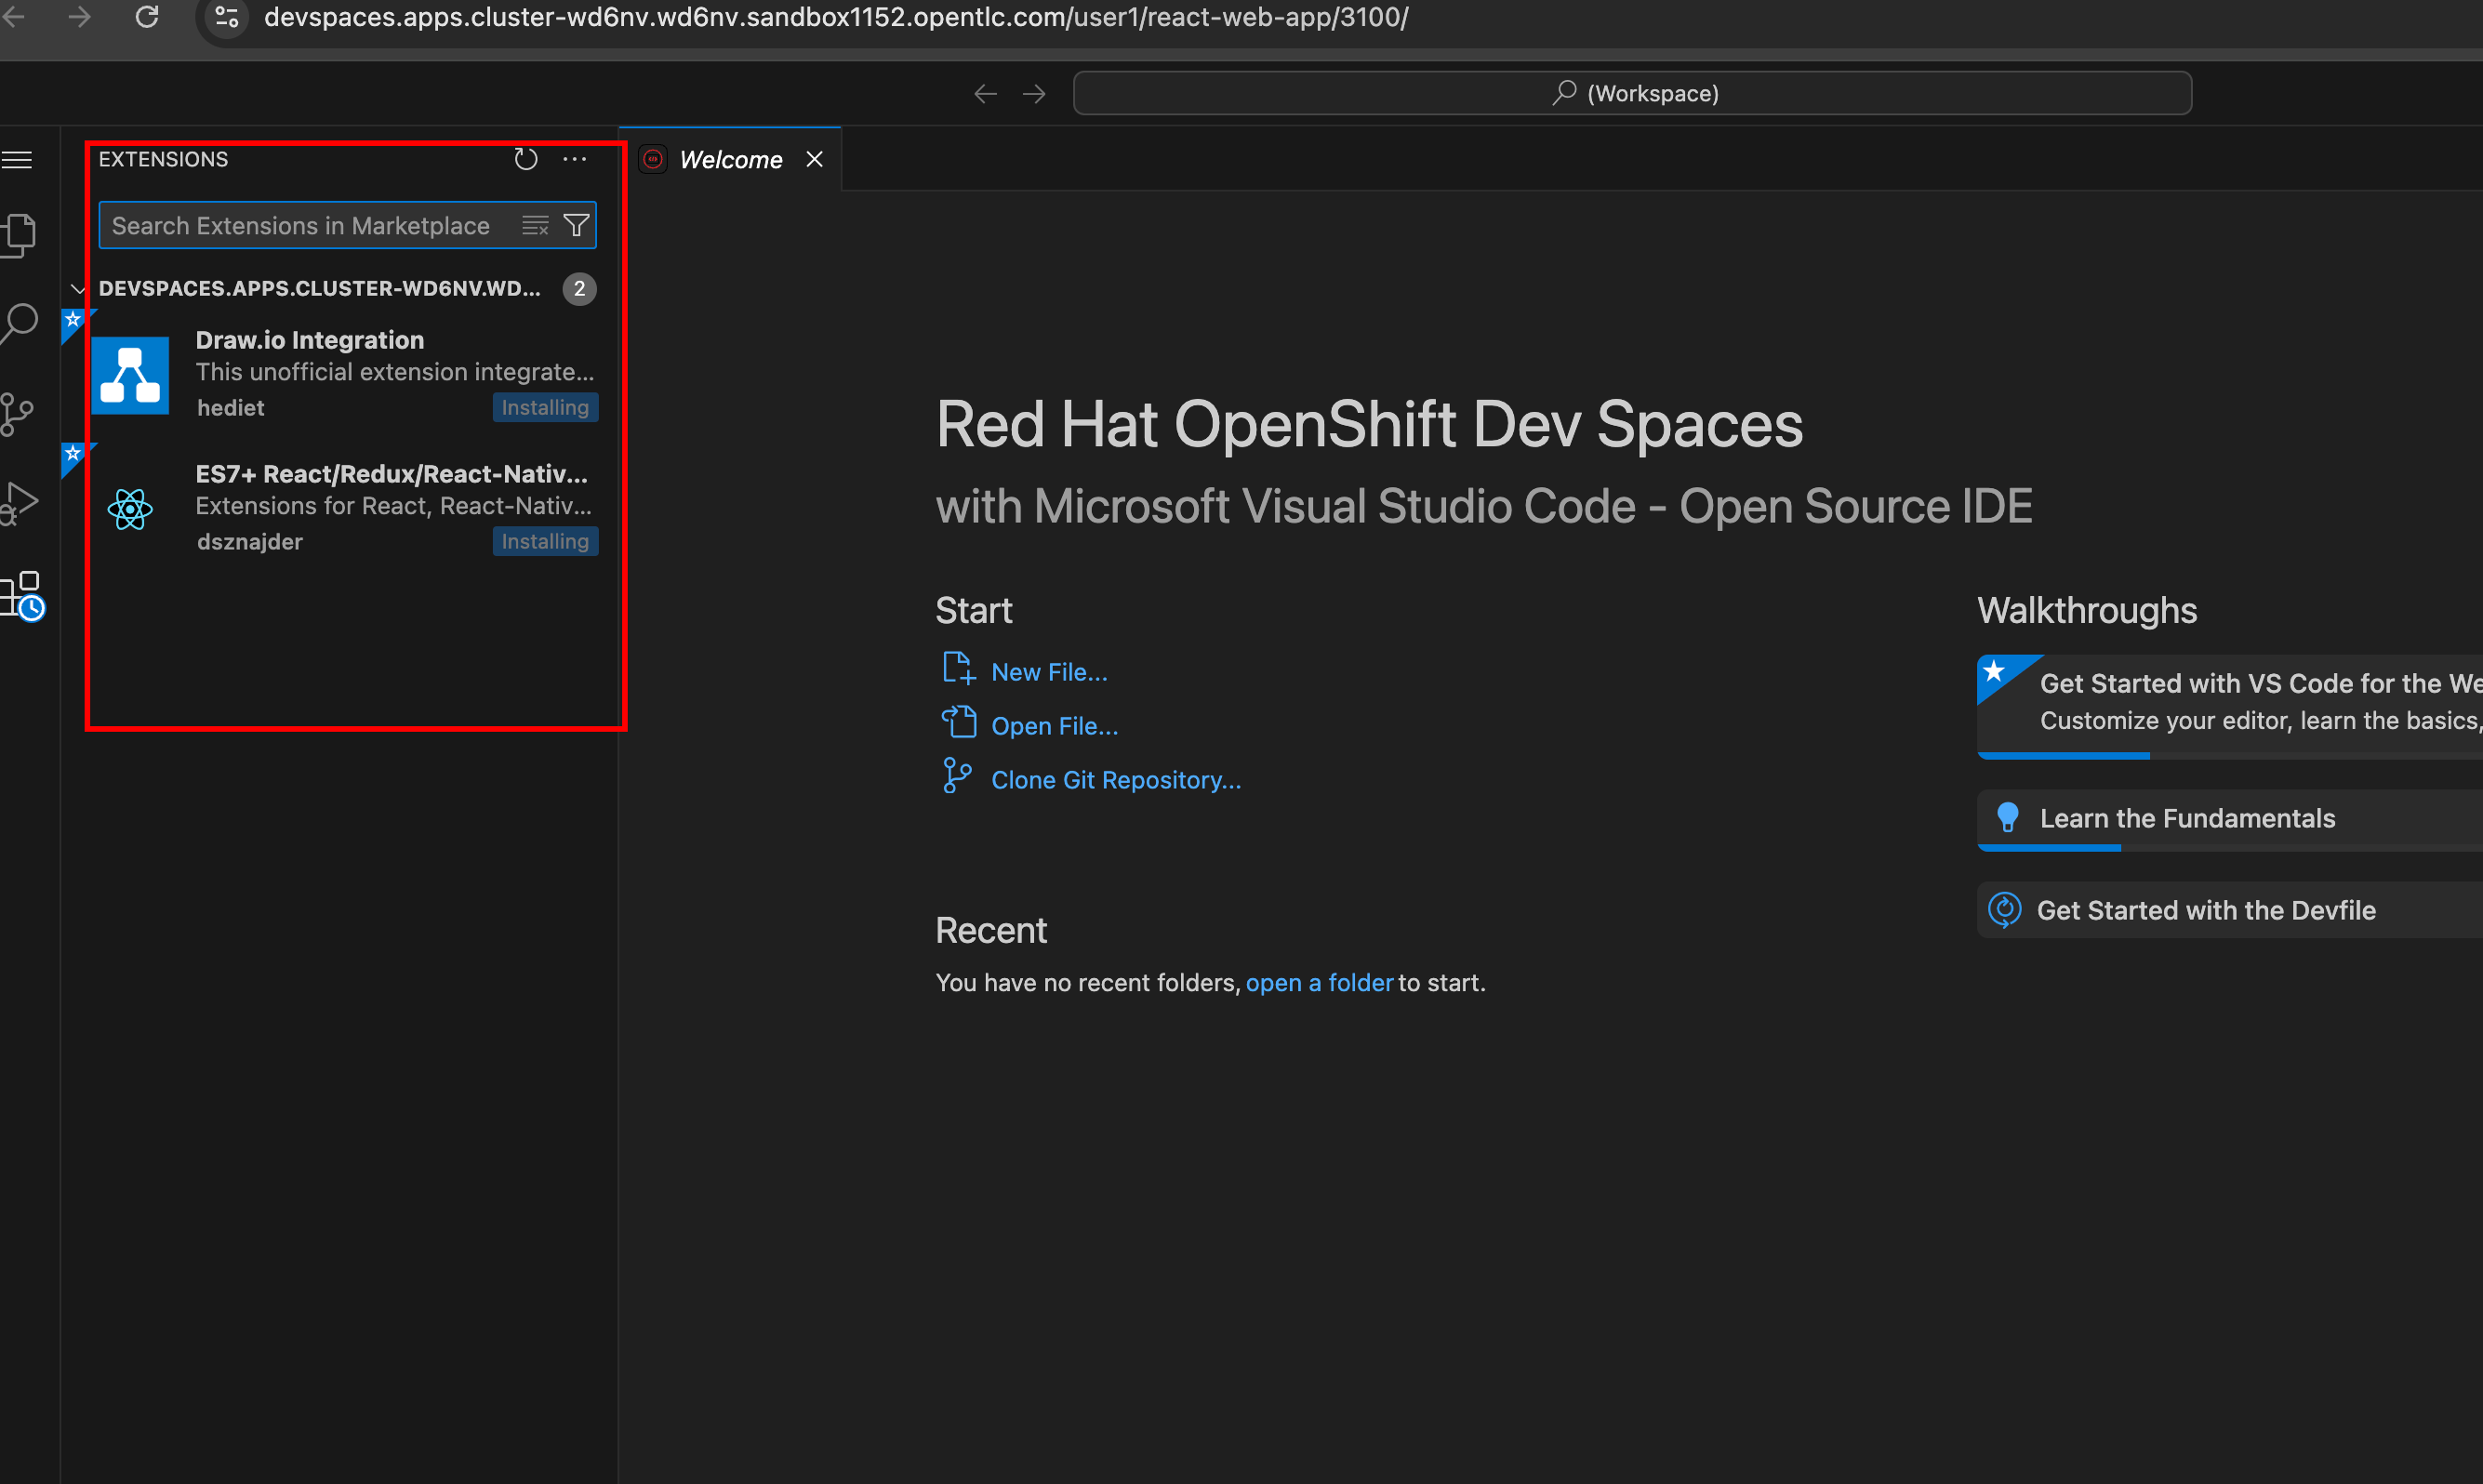 devspaces.apps.cluster-wd6nv.wd6nv.sandbox1152.opentlc.com/user1/react-web-app/3100/
(Workspace)
EXTENSIONS
Search Extensions in Marketplace
DEVSPACES.APPS.CLUSTER-WD6NV.WD...
2
Draw.io Integration
This unofficial extension integrate...
hediet
Installing
ES7+ React/Redux/React-Nativ...
Extensions for React, React-Nativ...
dsznajder
Installing
Welcome
Red Hat OpenShift Dev Spaces
with Microsoft Visual Studio Code - Open Source IDE
Start
New File...
Open File...
Clone Git Repository...
Recent
You have no recent folders, open a folder to start.
Walkthroughs
Get Started with VS Code for the We
Customize your editor, learn the basics,
Learn the Fundamentals
Get Started with the Devfile